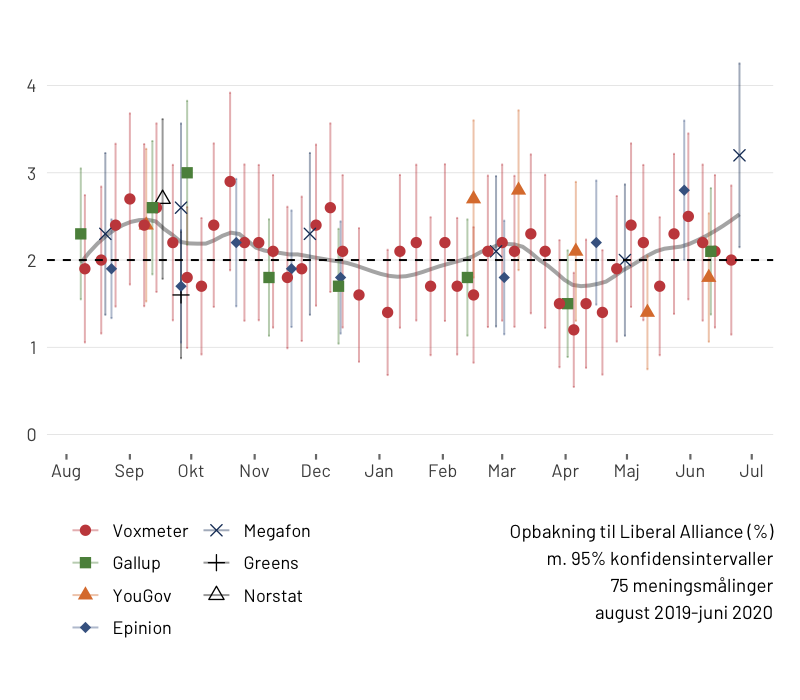 4
3
2
1
0
Aug Sep Okt Nov Dec Jan Feb Mar Apr Maj Jun Jul
Voxmeter Megafon
Gallup Greens
YouGov Norstat
Epinion
Opbakning til Liberal Alliance (%)
m. 95% konfidensintervaller
75 meningsmålinger
august 2019-juni 2020